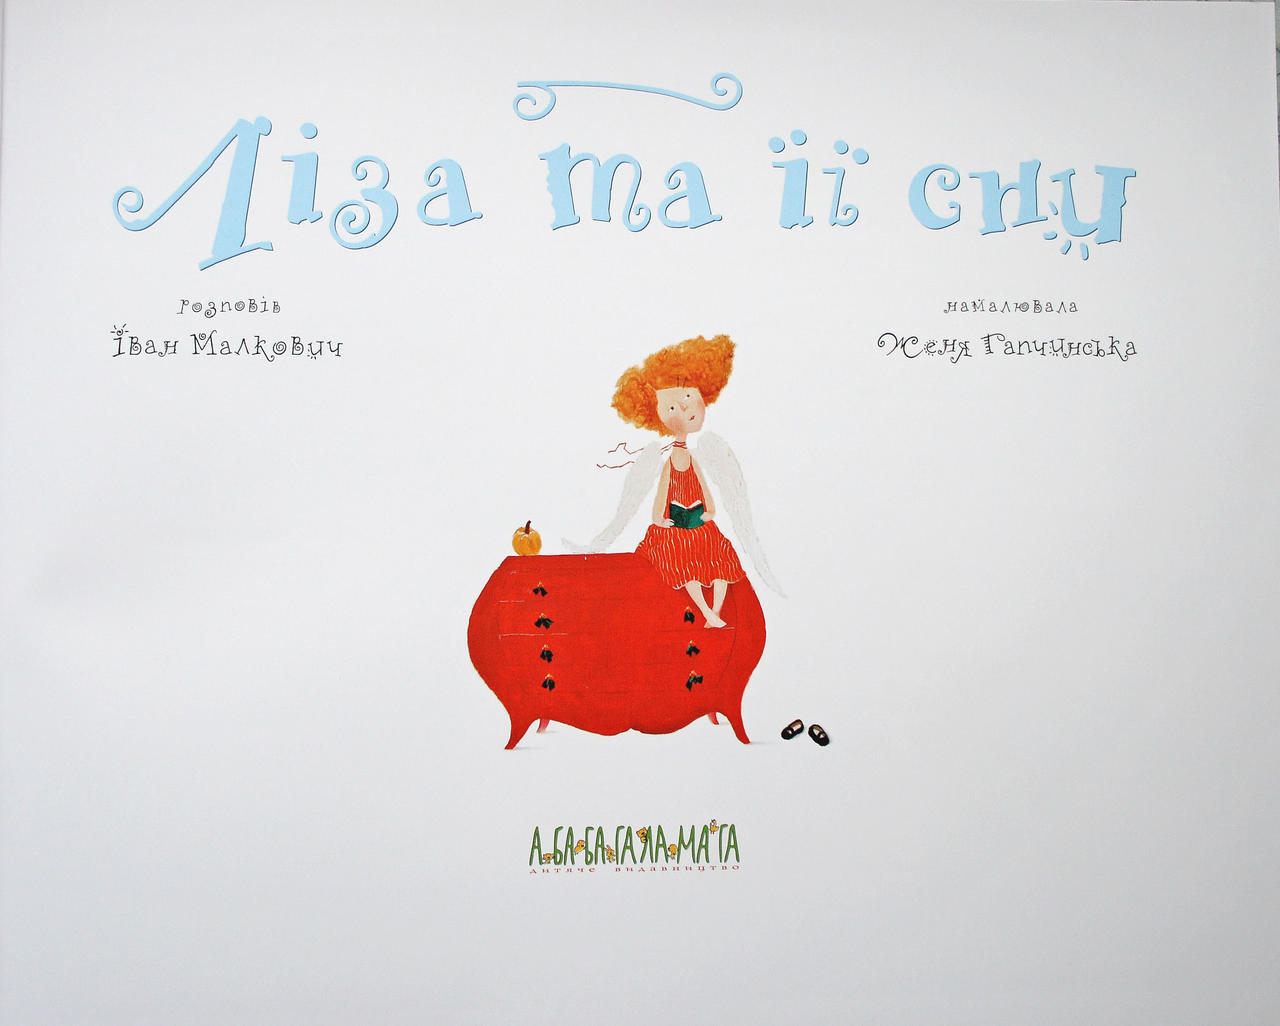 Ліза та її сни
розповів
Іван Малкович
намалювала
Женя Гапчинська
А-БА-БА-ГА-ЛА-МА-ГА
дитяче видавництво